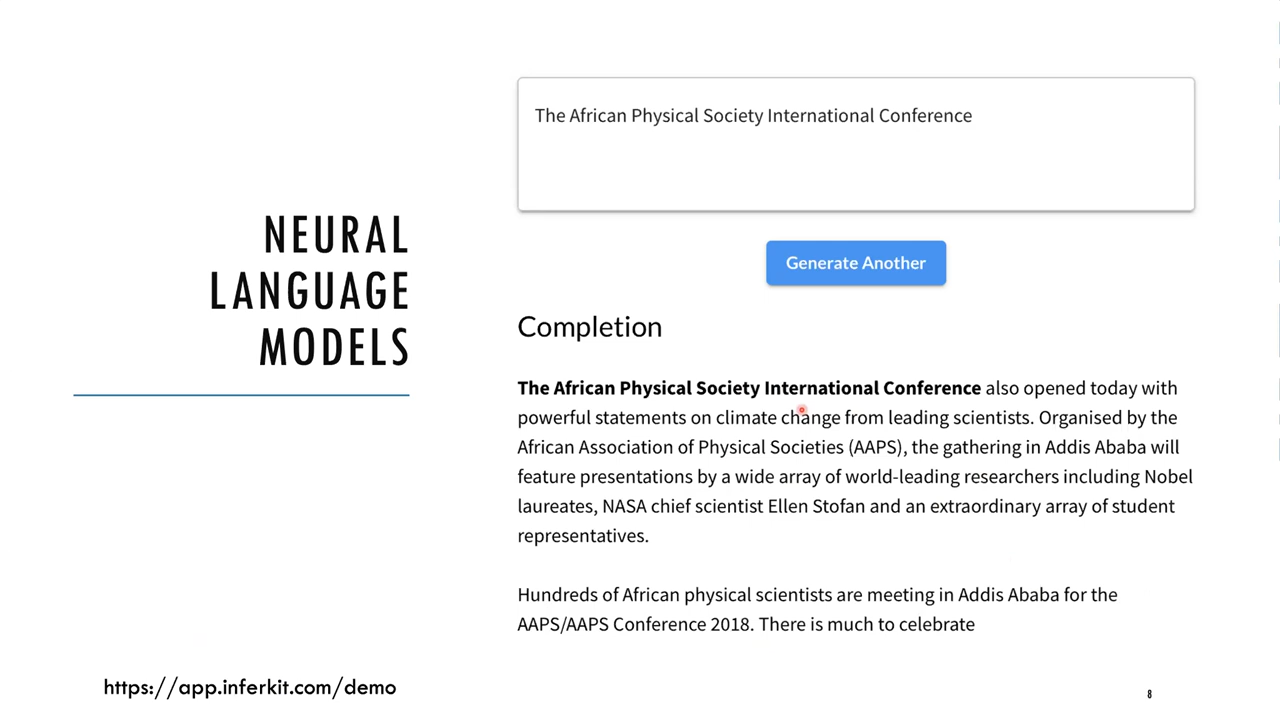 NEURAL
LANGUAGE
MODELS
The African Physical Society International Conference
Generate Another
Completion
The African Physical Society International Conference also opened today with
powerful statements on climate change from leading scientists. Organised by the
African Association of Physical Societies (AAPS), the gathering in Addis Ababa will
feature presentations by a wide array of world-leading researchers including Nobel
laureates, NASA chief scientist Ellen Stofan and an extraordinary array of student
representatives.
Hundreds of African physical scientists are meeting in Addis Ababa for the
AAPS/AAPS Conference 2018. There is much to celebrate
https://app.inferkit.com/demo
8